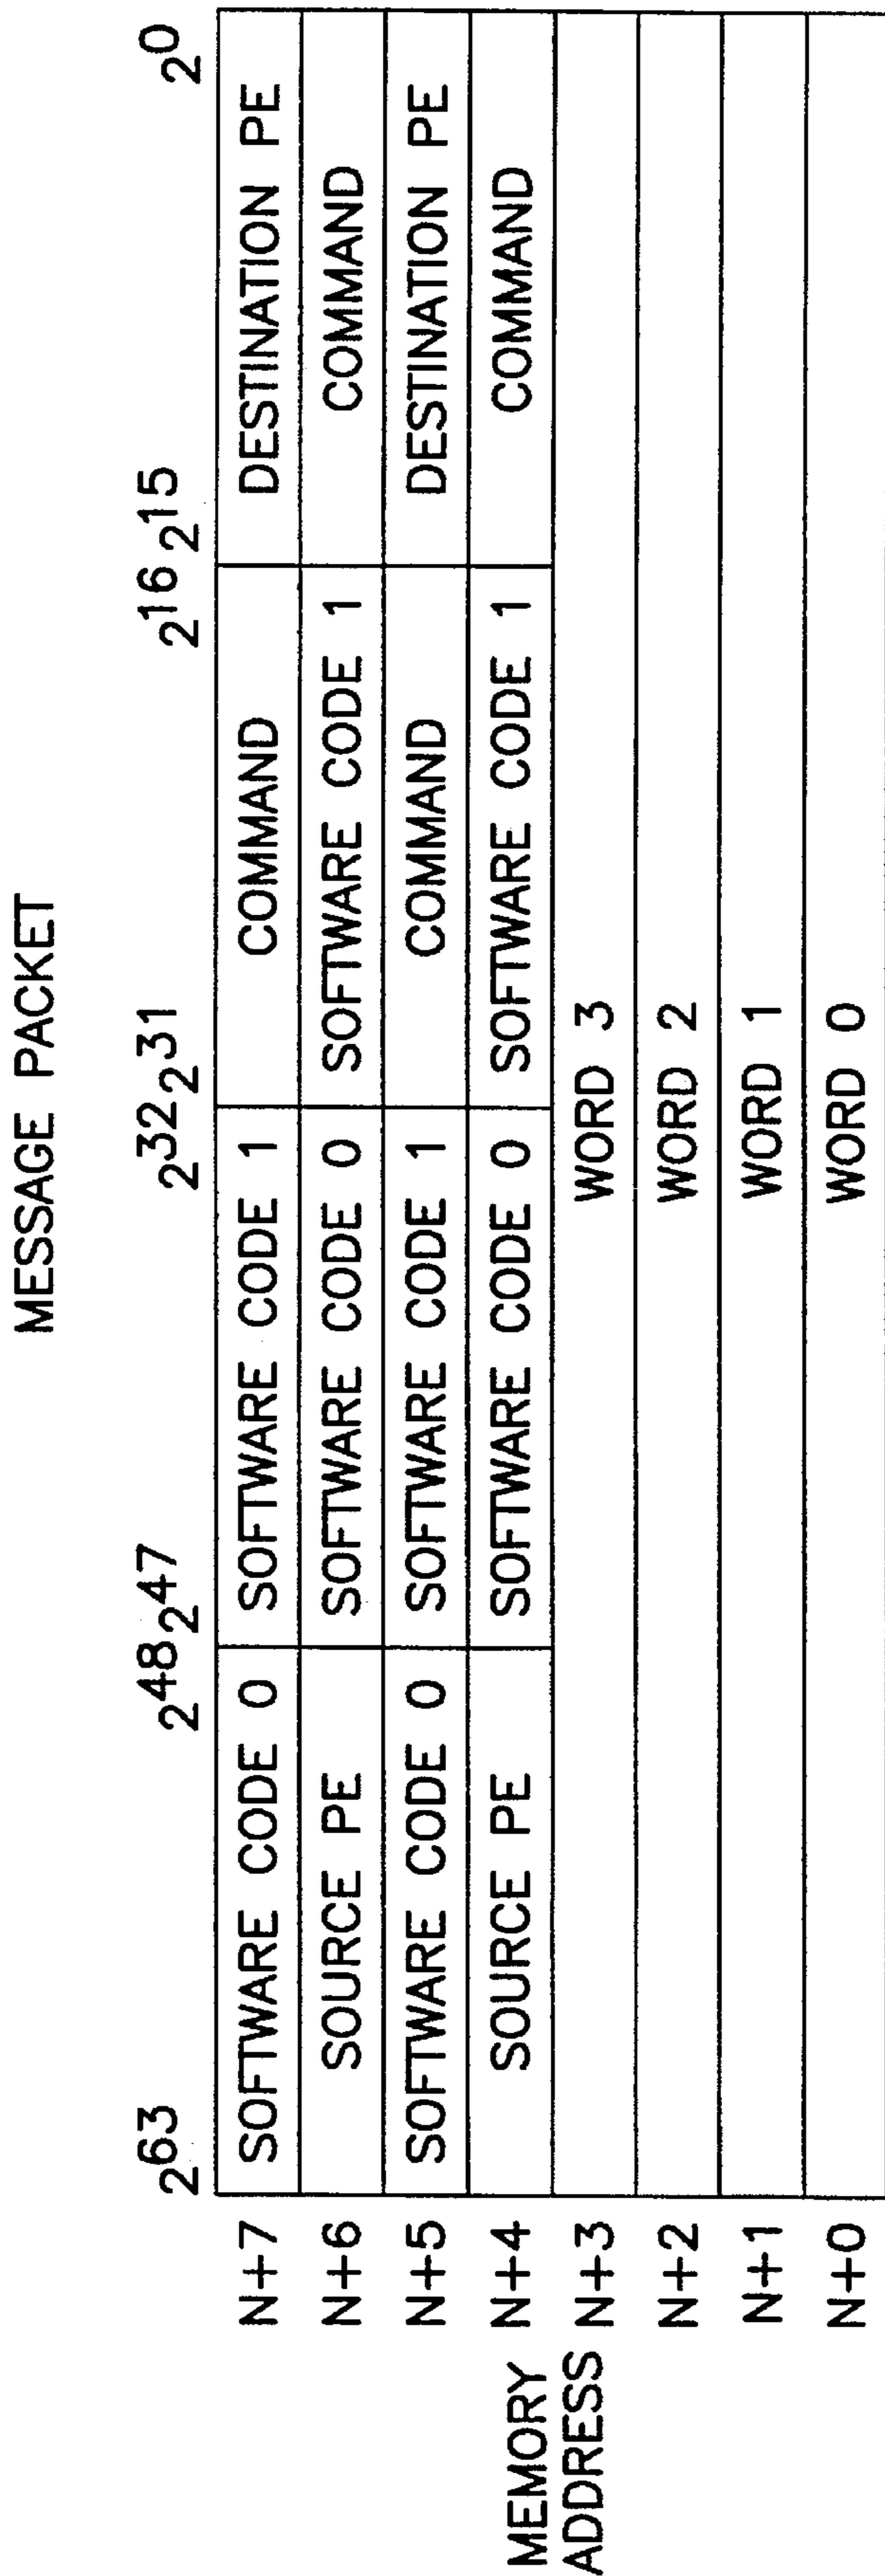 MESSAGE PACKET
2^63 2^48 2^47 2^32 2^31 2^16 2^15 2^0
N+7 SOFTWARE CODE 0 SOFTWARE CODE 1 COMMAND DESTINATION PE
N+6 SOURCE PE SOFTWARE CODE 0 SOFTWARE CODE 1 COMMAND
N+5 SOFTWARE CODE 0 SOFTWARE CODE 1 COMMAND DESTINATION PE
N+4 SOURCE PE SOFTWARE CODE 0 SOFTWARE CODE 1 COMMAND
MEMORY
ADDRESS
N+3 WORD 3
N+2 WORD 2
N+1 WORD 1
N+0 WORD 0